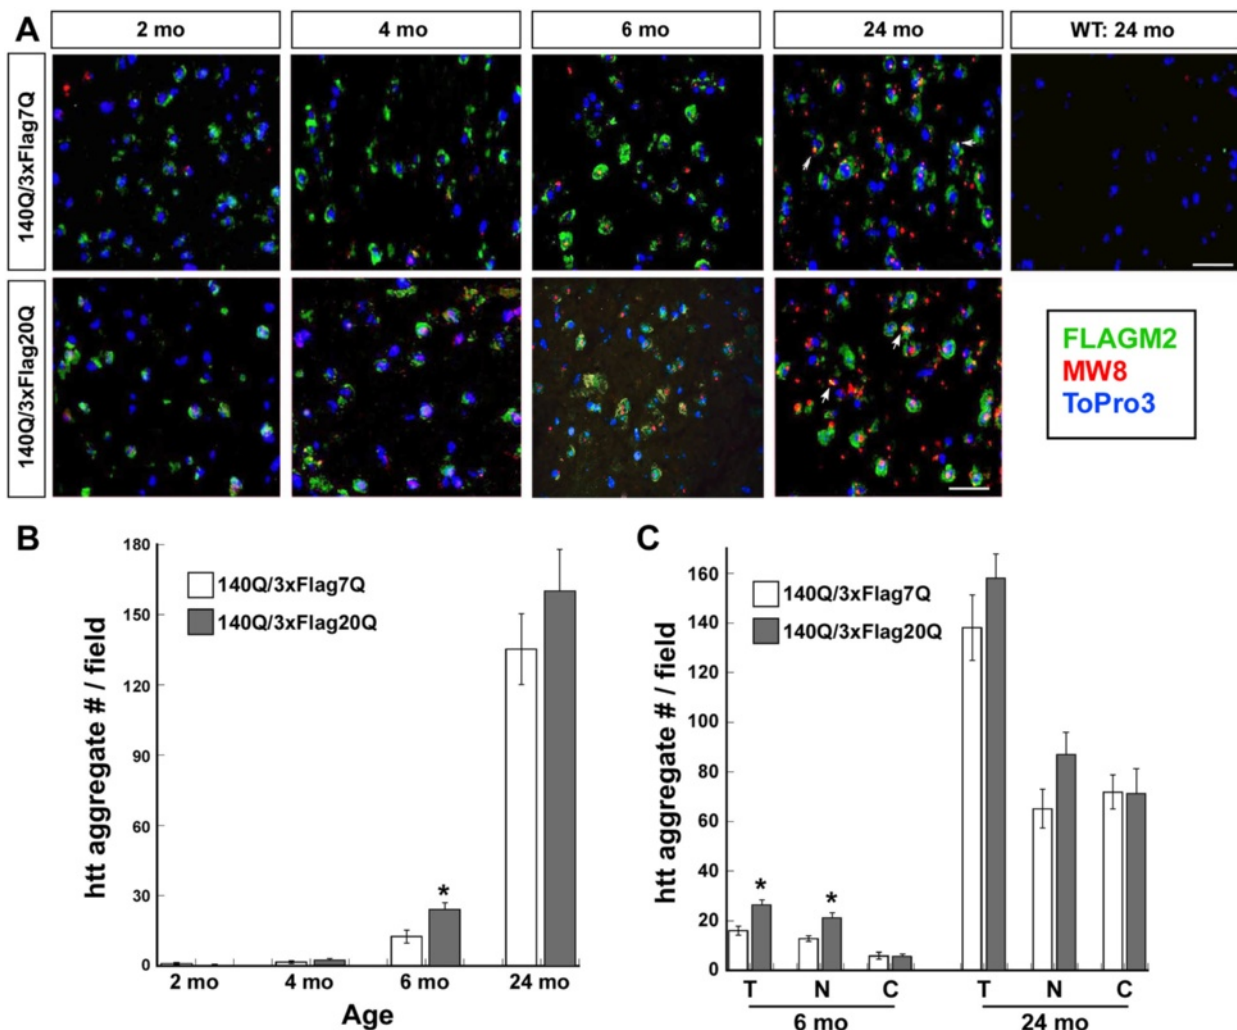 A
2 mo
4 mo
6 mo
24 mo
WT: 24 mo
140Q/3xFlag7Q
140Q/3xFlag20Q
FLAGM2
MW8
ToPro3
B
htt aggregate # / field
180
150
120
90
60
30
0
140Q/3xFlag7Q
140Q/3xFlag20Q
*
2 mo 4 mo 6 mo 24 mo
Age
C
htt aggregate # / field
160
140
120
100
80
60
40
20
0
140Q/3xFlag7Q
140Q/3xFlag20Q
* *
T N C T N C
6 mo 24 mo